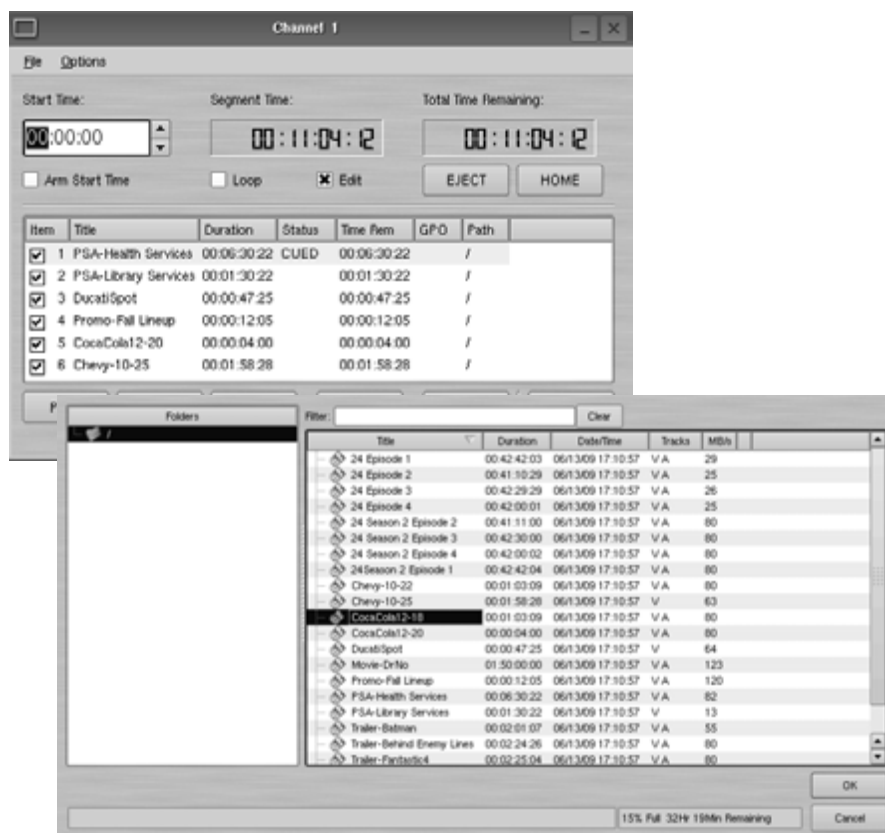 Channel 1
File Options
Start Time: Segment Time: Total Time Remaining:
00:00:00 00:11:04:12 00:11:04:12
Arm Start Time Loop Edit EJECT HOME
Item Title Duration Status Time Rem GPO Path
1 PSA-Health Services 00:06:30:22 CUED 00:06:30:22 /
2 PSA-Library Services 00:01:30:22 00:01:30:22 /
3 DucatiSpot 00:00:47:25 00:00:47:25 /
4 Promo-Fall Lineup 00:00:12:05 00:00:12:05 /
5 CocaCola12-20 00:00:04:00 00:00:04:00 /
6 Chevy-10-25 00:01:58:28 00:01:58:28 /
Folders Filter: Clear
/
Title Duration Date/Time Tracks MB/s
24 Episode 1 00:42:42:03 06/13/09 17:10:57 V A 29
24 Episode 2 00:41:10:29 06/13/09 17:10:57 V A 25
24 Episode 3 00:42:29:29 06/13/09 17:10:57 V A 26
24 Episode 4 00:42:00:01 06/13/09 17:10:57 V A 25
24 Season 2 Episode 2 00:41:11:00 06/13/09 17:10:57 V A 80
24 Season 2 Episode 3 00:42:30:00 06/13/09 17:10:57 V A 80
24 Season 2 Episode 4 00:42:00:02 06/13/09 17:10:57 V A 80
24Season 2 Episode 1 00:42:42:04 06/13/09 17:10:57 V A 80
Chevy-10-22 00:01:03:09 06/13/09 17:10:57 V A 80
Chevy-10-25 00:01:58:28 06/13/09 17:10:57 V 63
CocaCola12-18 00:01:03:09 06/13/09 17:10:57 V A 80
CocaCola12-20 00:00:04:00 06/13/09 17:10:57 V A 80
DucatiSpot 00:00:47:25 06/13/09 17:10:57 V 64
Movie-DrNo 01:50:00:00 06/13/09 17:10:57 V A 123
Promo-Fall Lineup 00:00:12:05 06/13/09 17:10:57 V A 120
PSA-Health Services 00:06:30:22 06/13/09 17:10:57 V A 82
PSA-Library Services 00:01:30:22 06/13/09 17:10:57 V 13
Trailer-Batman 00:02:01:07 06/13/09 17:10:57 V A 55
Trailer-Behind Enemy Lines 00:02:24:26 06/13/09 17:10:57 V A 80
Trailer-Fantastic4 00:02:25:04 06/13/09 17:10:57 V A 80
OK
15% Full 32Hr 19Min Remaining Cancel